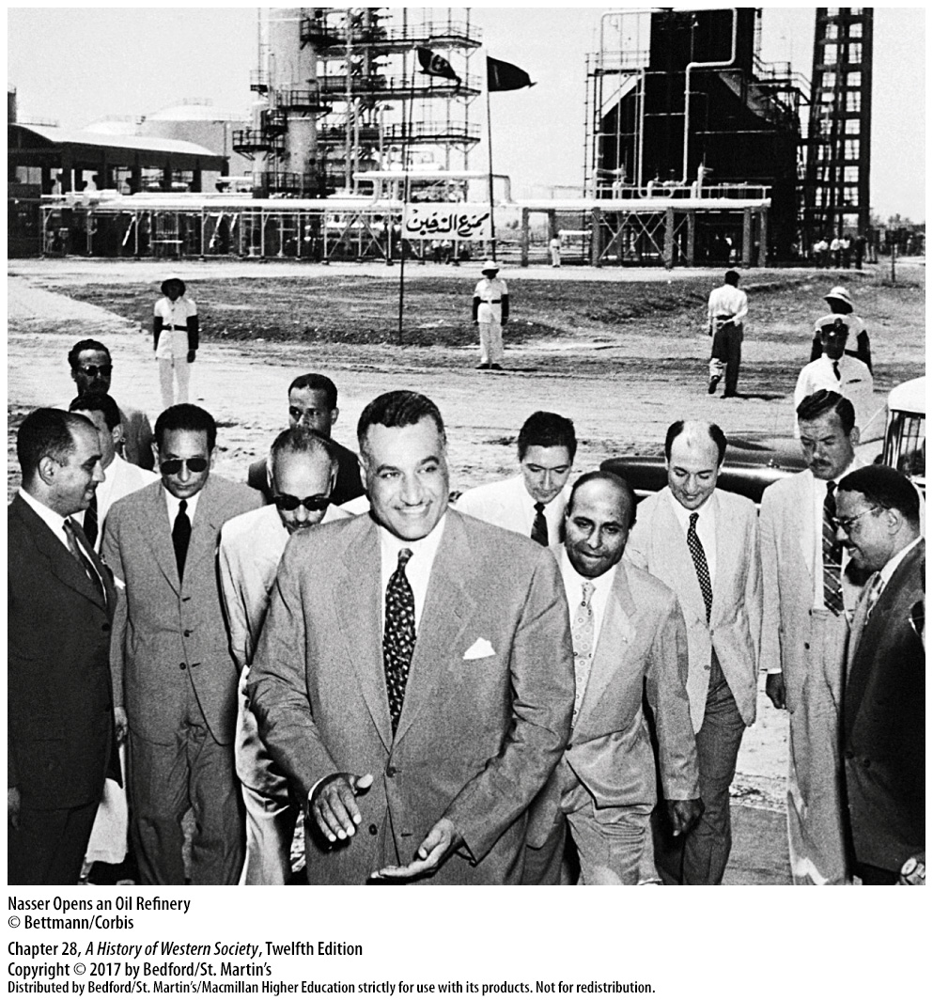 Nasser Opens an Oil Refinery
© Bettmann/Corbis
Chapter 28, A History of Western Society, Twelfth Edition
Copyright © 2017 by Bedford/St. Martin’s
Distributed by Bedford/St. Martin’s/Macmillan Higher Education strictly for use with its products. Not for redistribution.